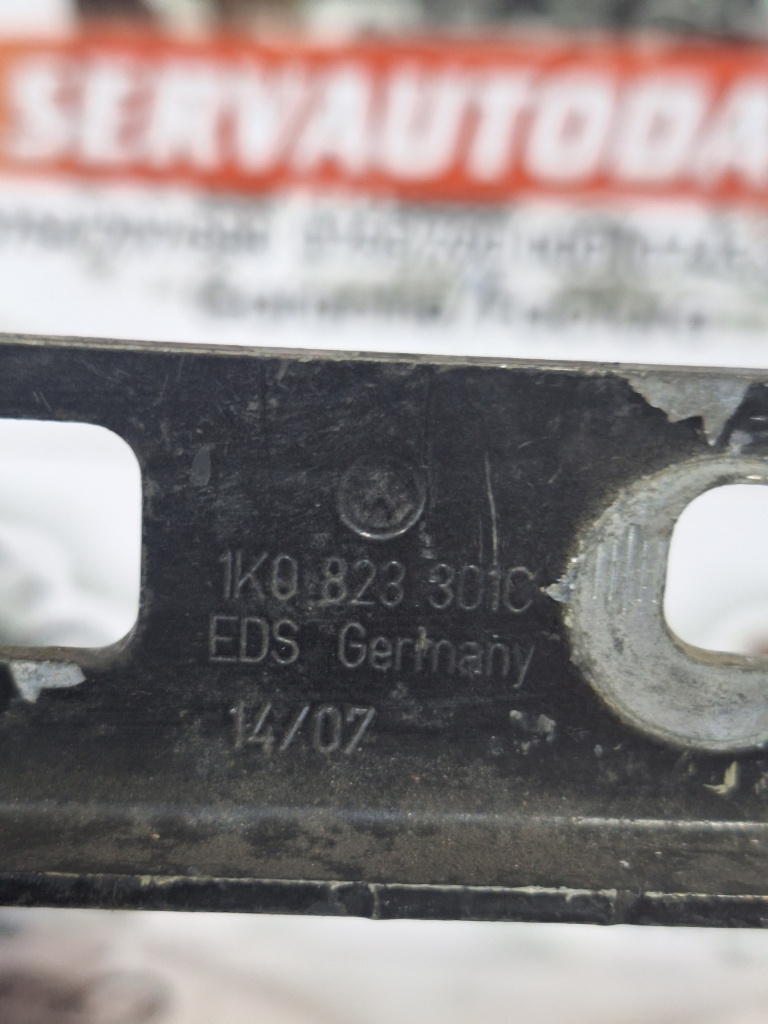 SERVAUTODA
1K0 823 301C
EDS Germany
14/07